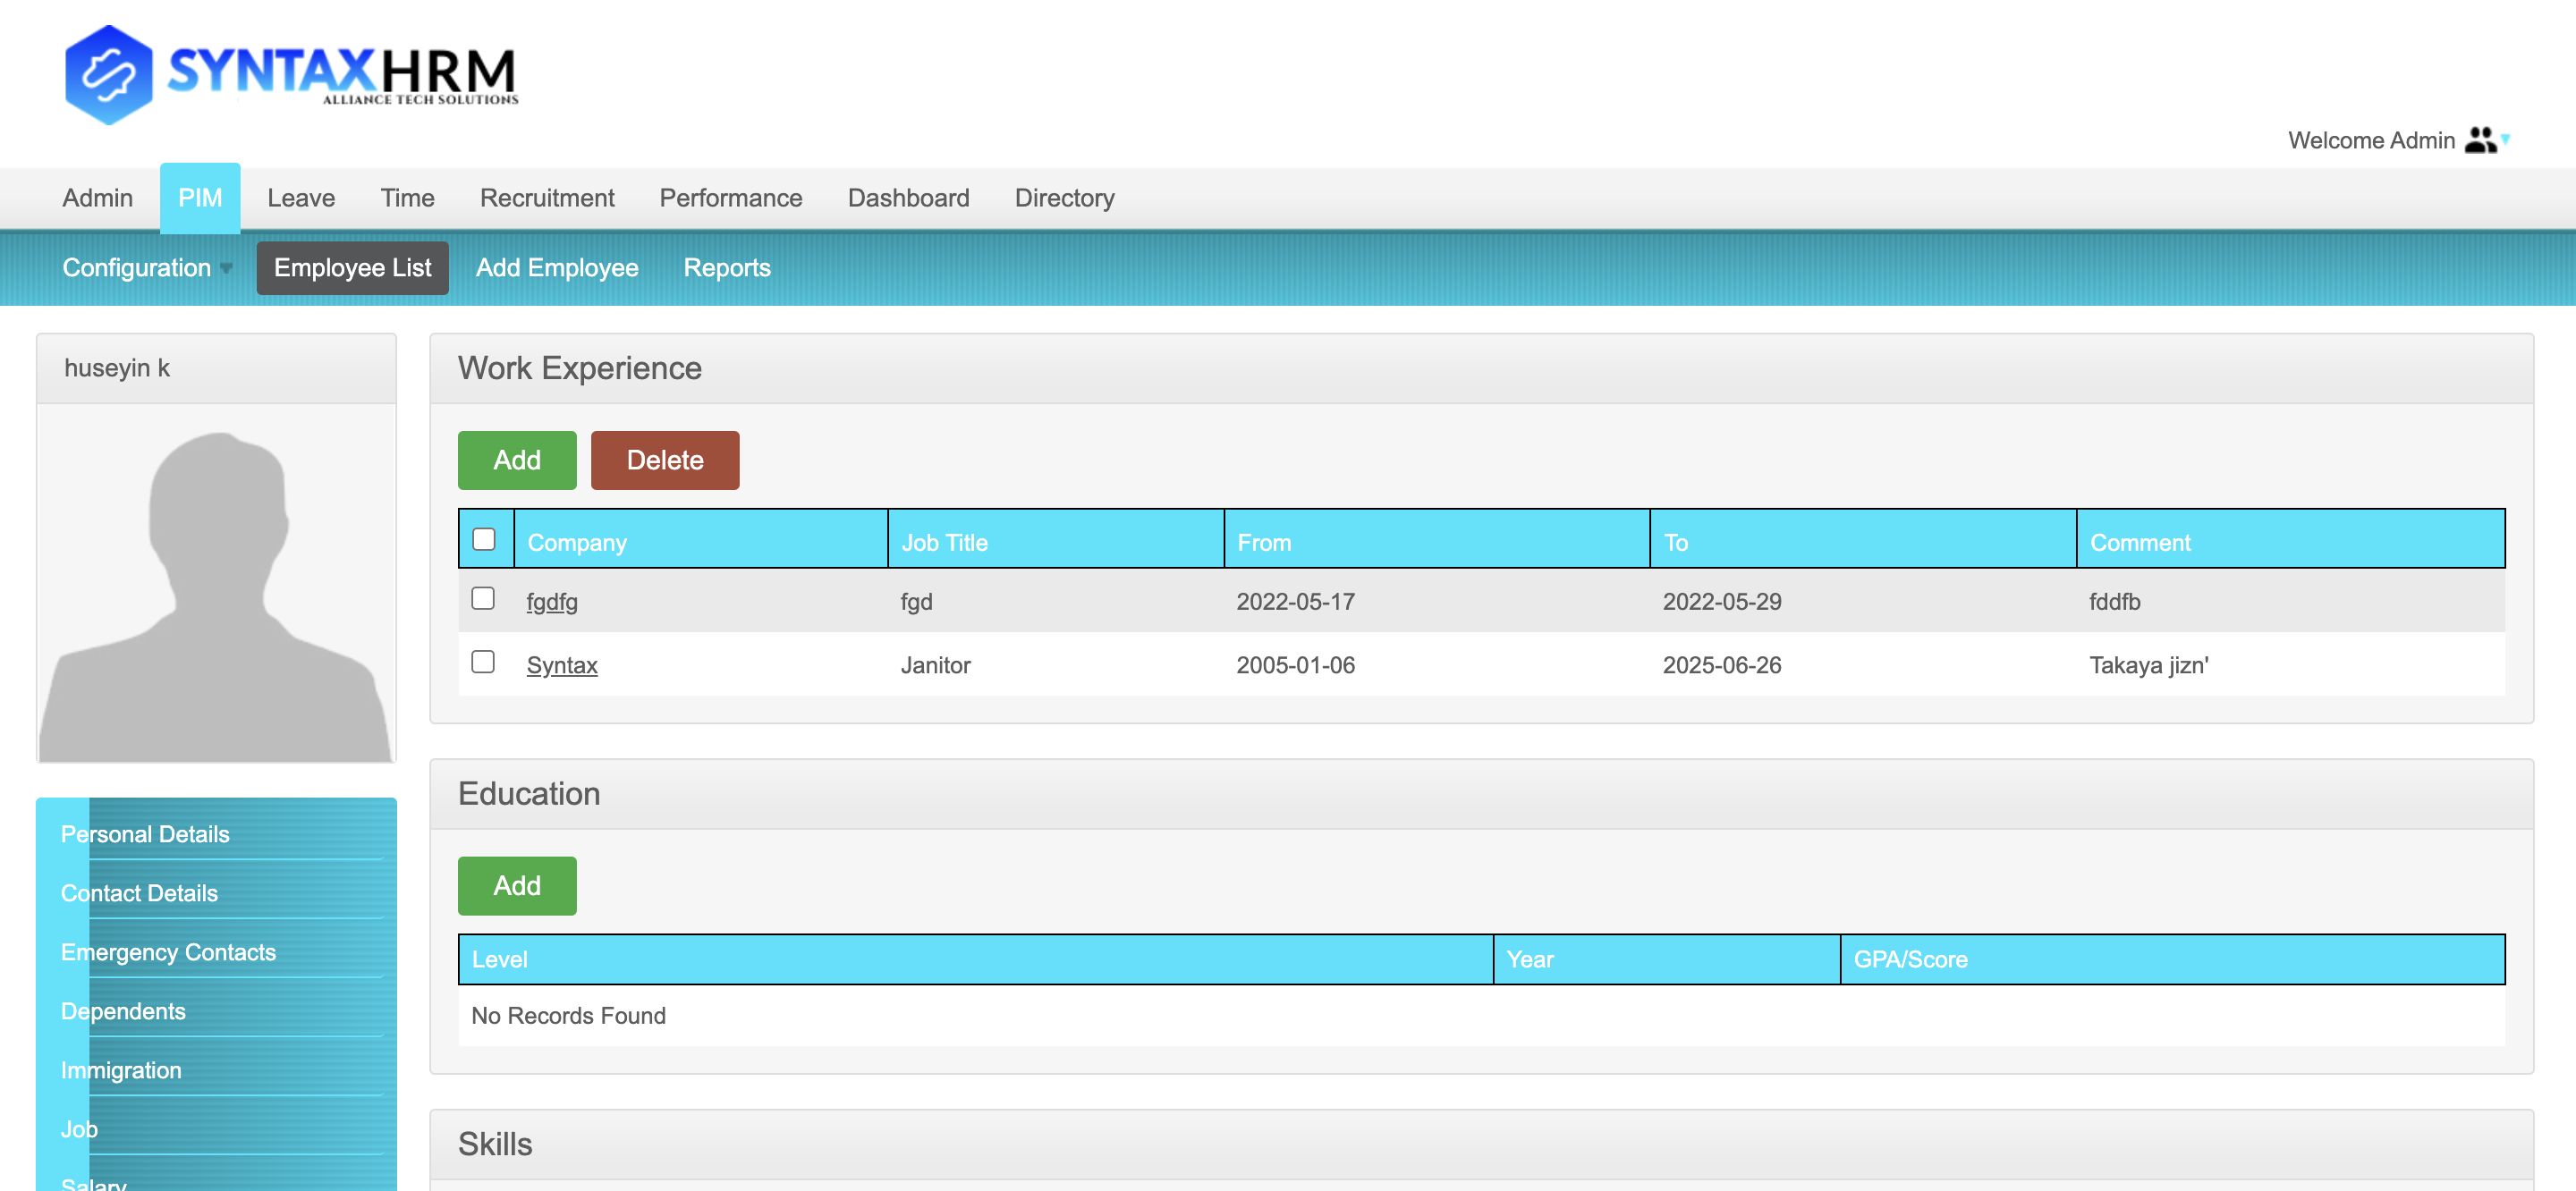 SYNTAXHRM
ALLIANCE TECH SOLUTIONS
Welcome Admin
Admin PIM Leave Time Recruitment Performance Dashboard Directory
Configuration Employee List Add Employee Reports
huseyin k
Work Experience
Add Delete
Company Job Title From To Comment
fgdfg fgd 2022-05-17 2022-05-29 fddfb
Syntax Janitor 2005-01-06 2025-06-26 Takaya jizn'
Education
Add
Level Year GPA/Score
No Records Found
Skills
Personal Details
Contact Details
Emergency Contacts
Dependents
Immigration
Job
Salary